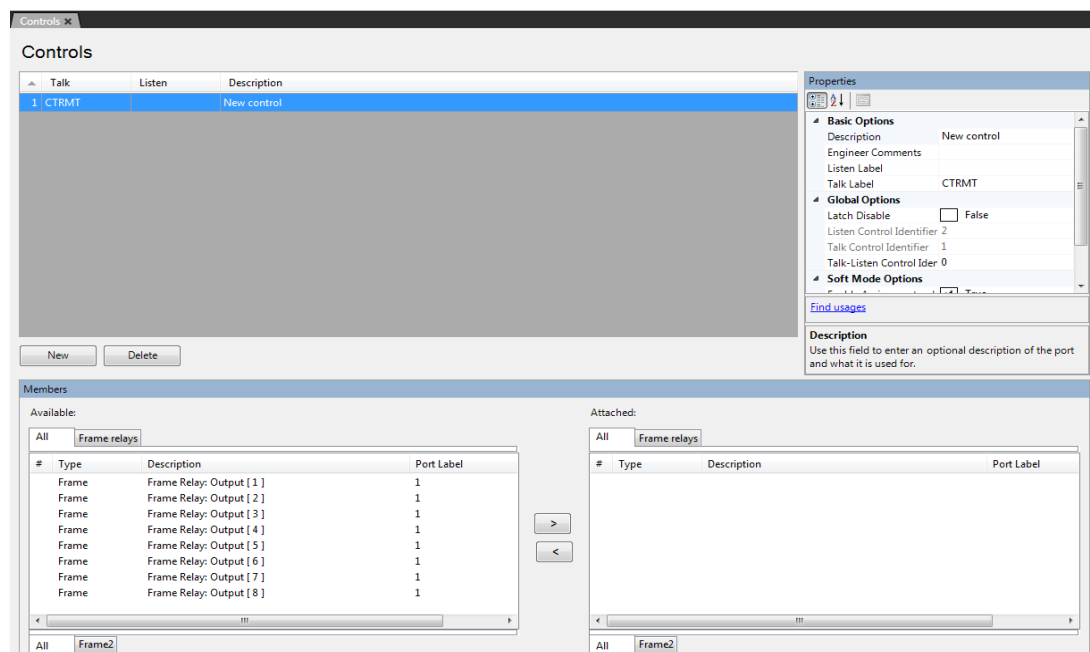 Controls ×
Controls
Talk Listen Description
1 CTRMT New control
New Delete
Properties
Basic Options
Description New control
Engineer Comments
Listen Label
Talk Label CTRMT
Global Options
Latch Disable False
Listen Control Identifier 2
Talk Control Identifier 1
Talk-Listen Control Ider 0
Soft Mode Options
Find usages
Description
Use this field to enter an optional description of the port
and what it is used for.
Members
Available:
All Frame relays
# Type Description Port Label
Frame Frame Relay: Output [ 1 ] 1
Frame Frame Relay: Output [ 2 ] 1
Frame Frame Relay: Output [ 3 ] 1
Frame Frame Relay: Output [ 4 ] 1
Frame Frame Relay: Output [ 5 ] 1
Frame Frame Relay: Output [ 6 ] 1
Frame Frame Relay: Output [ 7 ] 1
Frame Frame Relay: Output [ 8 ] 1
All Frame2
>
<
Attached:
All Frame relays
# Type Description Port Label
All Frame2